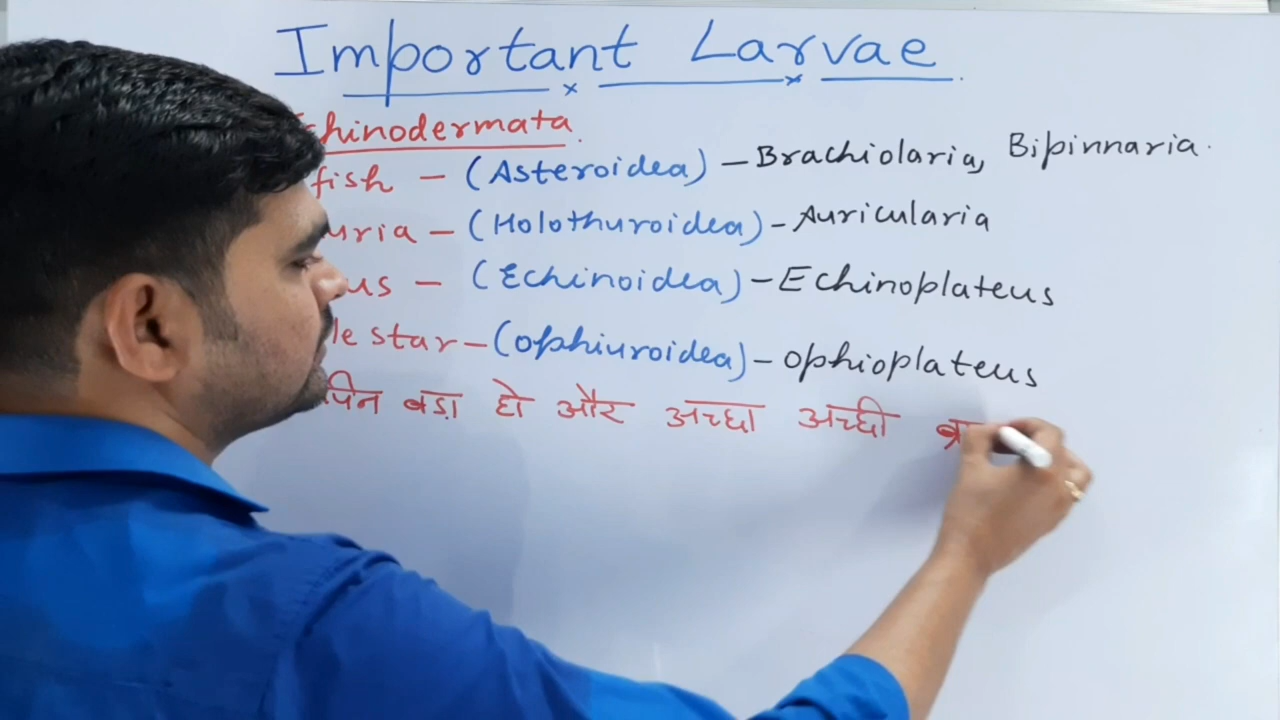 Important Larvae
chinodermata.
fish - (Asteroidea) - Brachiolaria, Bipinnaria.
uria - (Holothuroidea) - Auricularia
us - (Echinoidea) - Echinoplateus
le star - (Ophiuroidea) - Ophioplateus
पिन बड़ा हो और अच्छा अच्छी